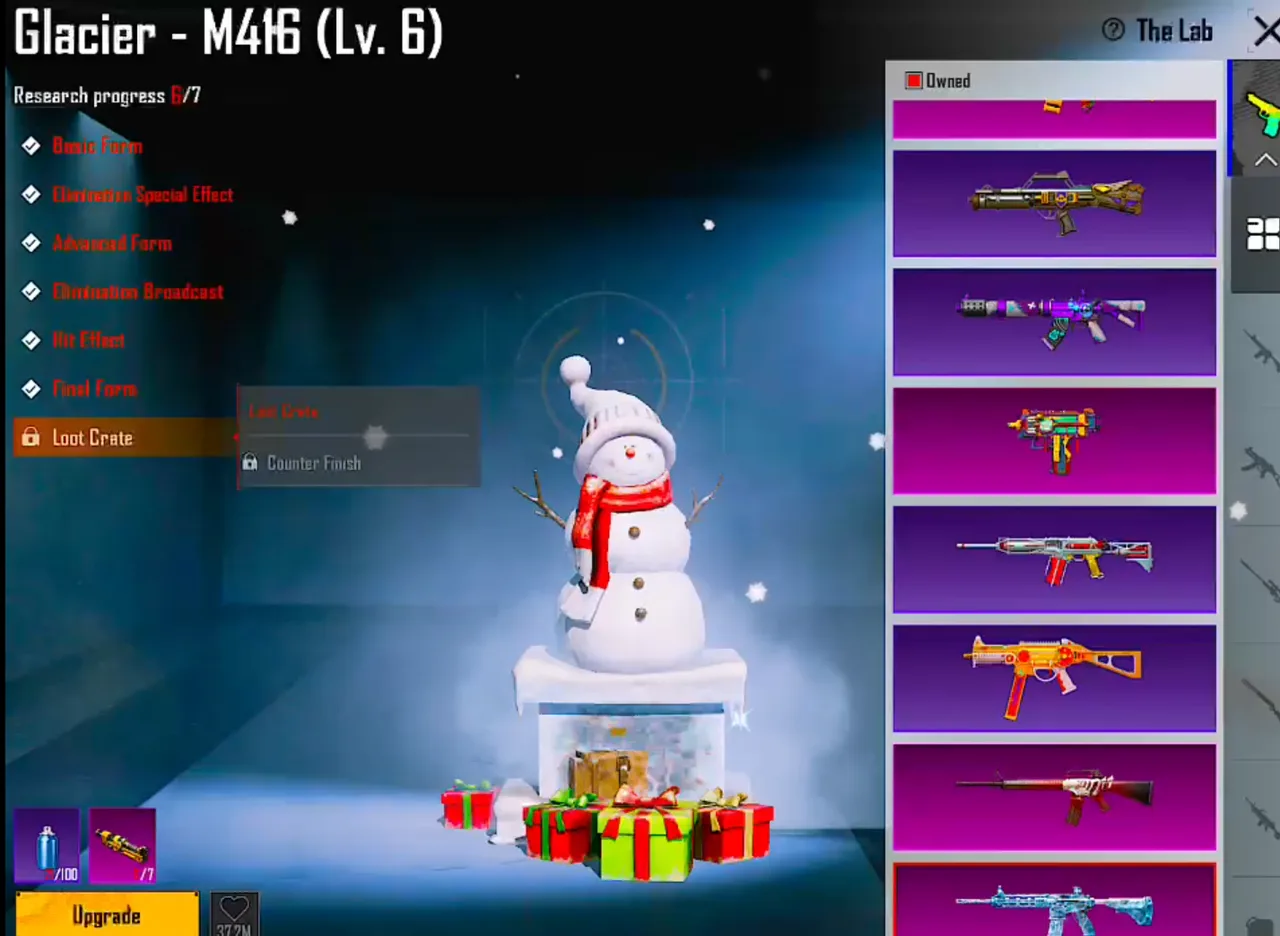 Glacier - M416 (Lv. 6)
The Lab
Research progress 6/7
Owned
Basic Form
Elimination Special Effect
Advanced Form
Elimination Broadcast
Hit Effect
Final Form
Loot Crate
Loot Crate
Counter Finish
/100
/7
Upgrade
37.2M